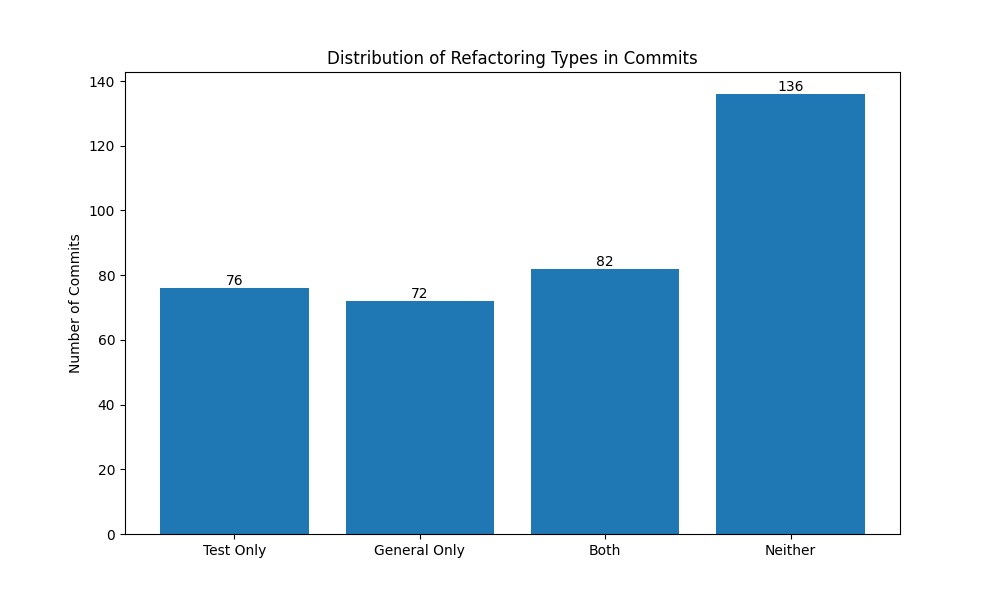 Distribution of Refactoring Types in Commits
Number of Commits
140
120
100
80
60
40
20
0
76
72
82
136
Test Only
General Only
Both
Neither